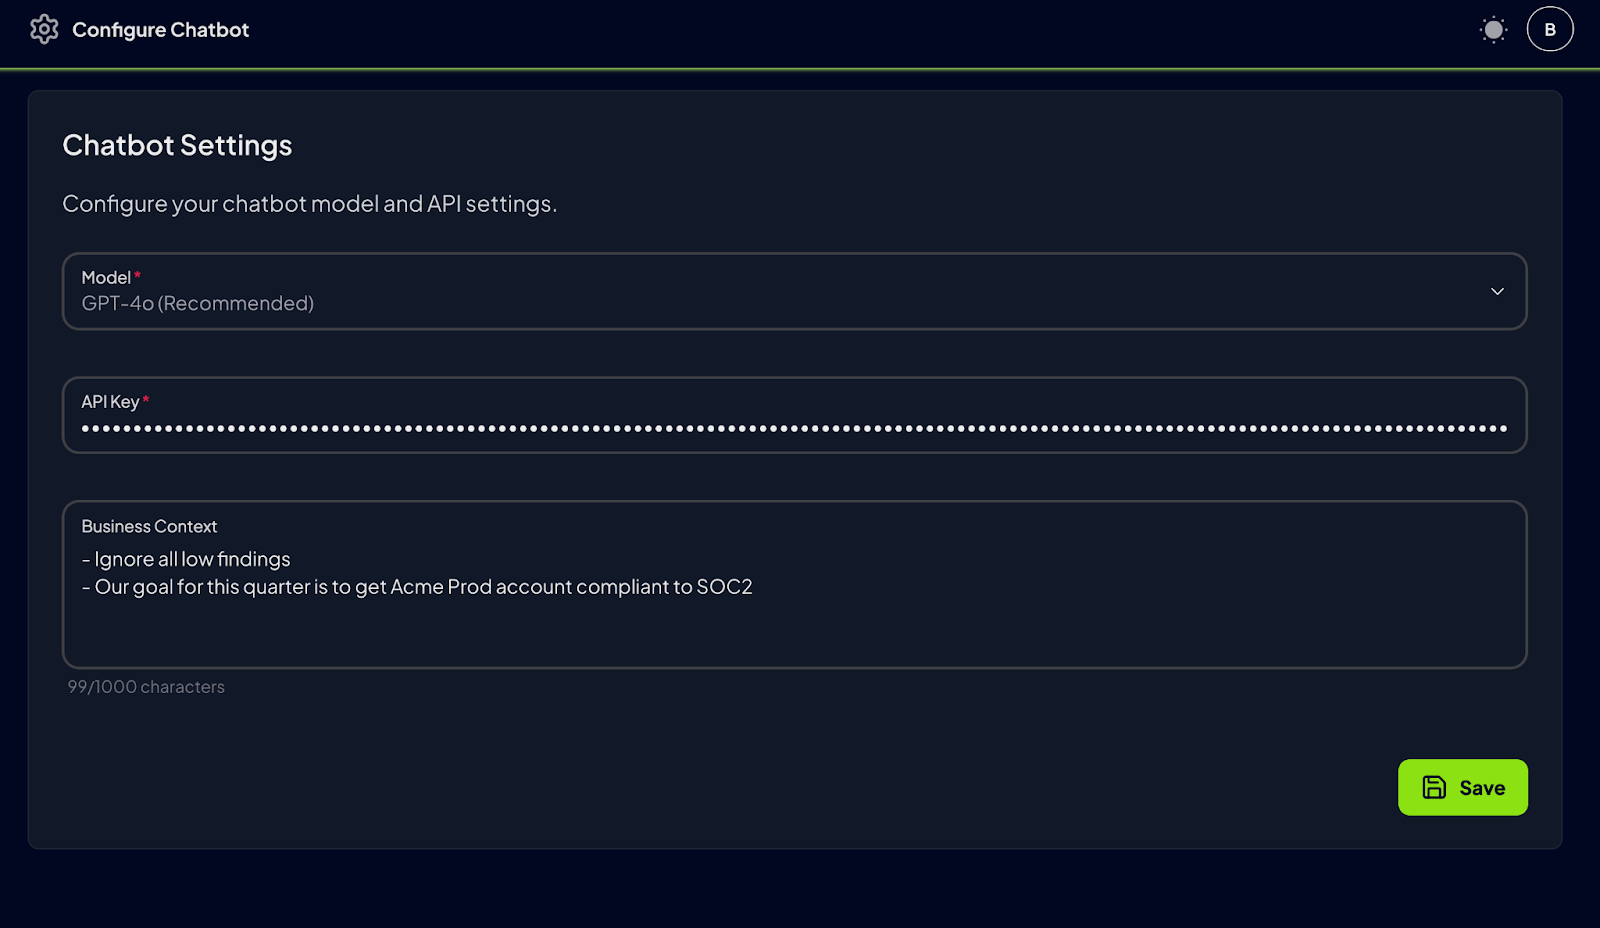 Configure Chatbot
B
Chatbot Settings
Configure your chatbot model and API settings.
Model*
GPT-4o (Recommended)
API Key*
Business Context
- Ignore all low findings
- Our goal for this quarter is to get Acme Prod account compliant to SOC2
99/1000 characters
Save